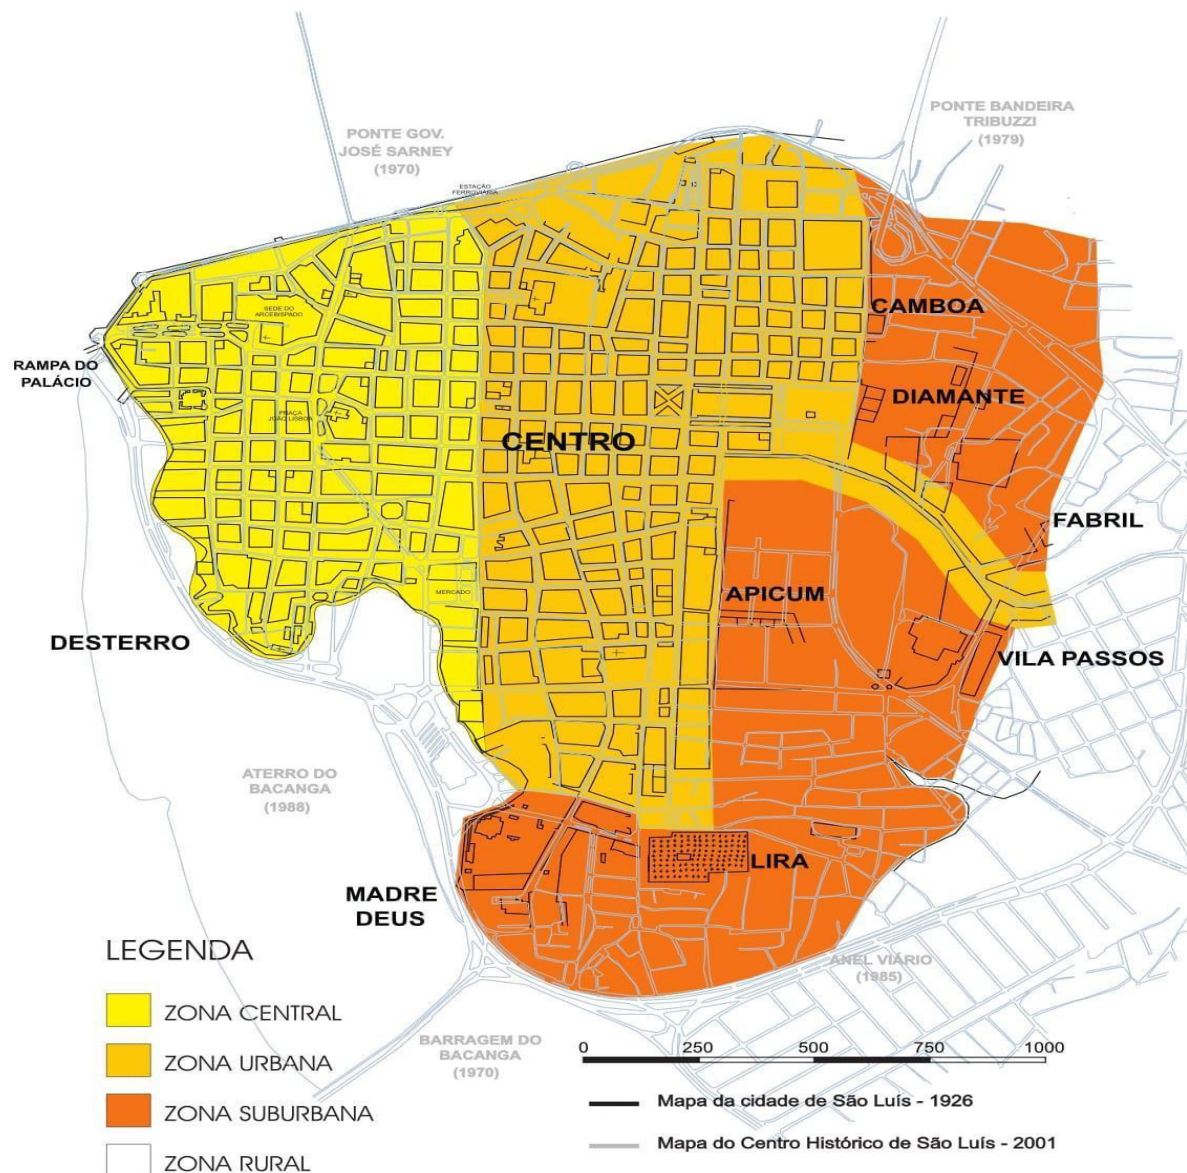 PONTE GOV.
JOSÉ SARNEY
(1970)
PONTE BANDEIRA
TRIBUZZI
(1979)
ESTAÇÃO
FERROVIÁRIA
SEDE DO
ARCEBISPADO
CAMBOA
RAMPA DO
PALÁCIO
DIAMANTE
PRAÇA
JOÃO LISBOA
CENTRO
FABRIL
MERCADO
APICUM
DESTERRO
VILA PASSOS
ATERRO DO
BACANGA
(1988)
LIRA
MADRE
DEUS
ANEL VIÁRIO
(1985)
LEGENDA
ZONA CENTRAL
ZONA URBANA
ZONA SUBURBANA
ZONA RURAL
BARRAGEM DO
BACANGA
(1970)
0 250 500 750 1000
Mapa da cidade de São Luís - 1926
Mapa do Centro Histórico de São Luís - 2001